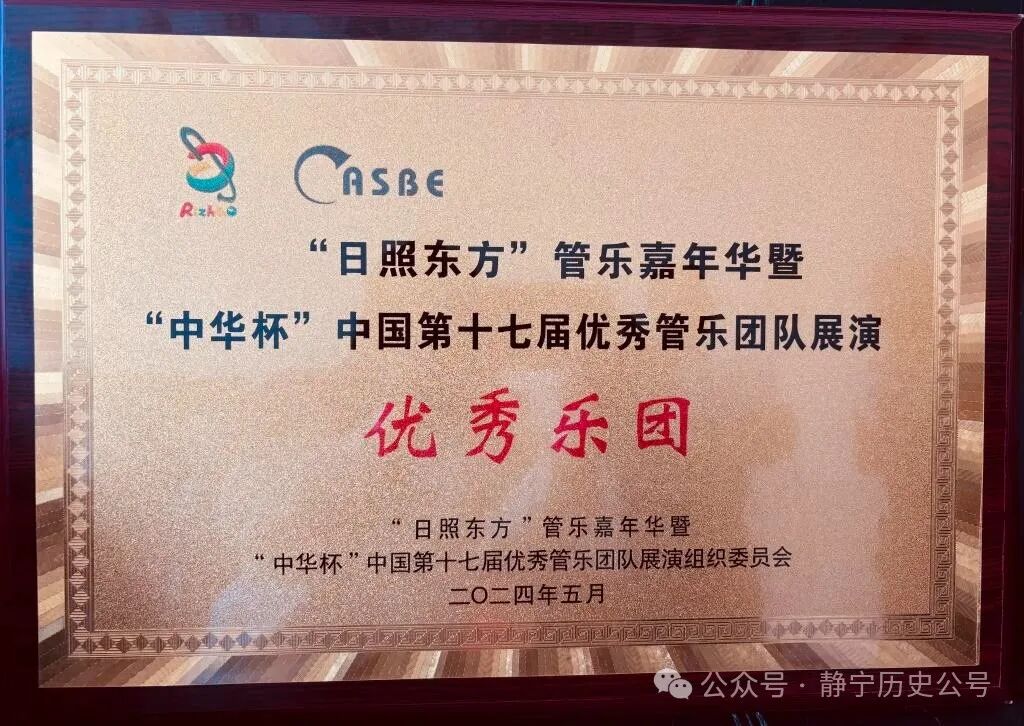 Rizhao
CASBE
“日照东方”管乐嘉年华暨
“中华杯”中国第十七届优秀管乐团队展演
优秀乐团
“日照东方”管乐嘉年华暨
“中华杯”中国第十七届优秀管乐团队展演组织委员会
二〇二四年五月
公众号·静宁历史公号